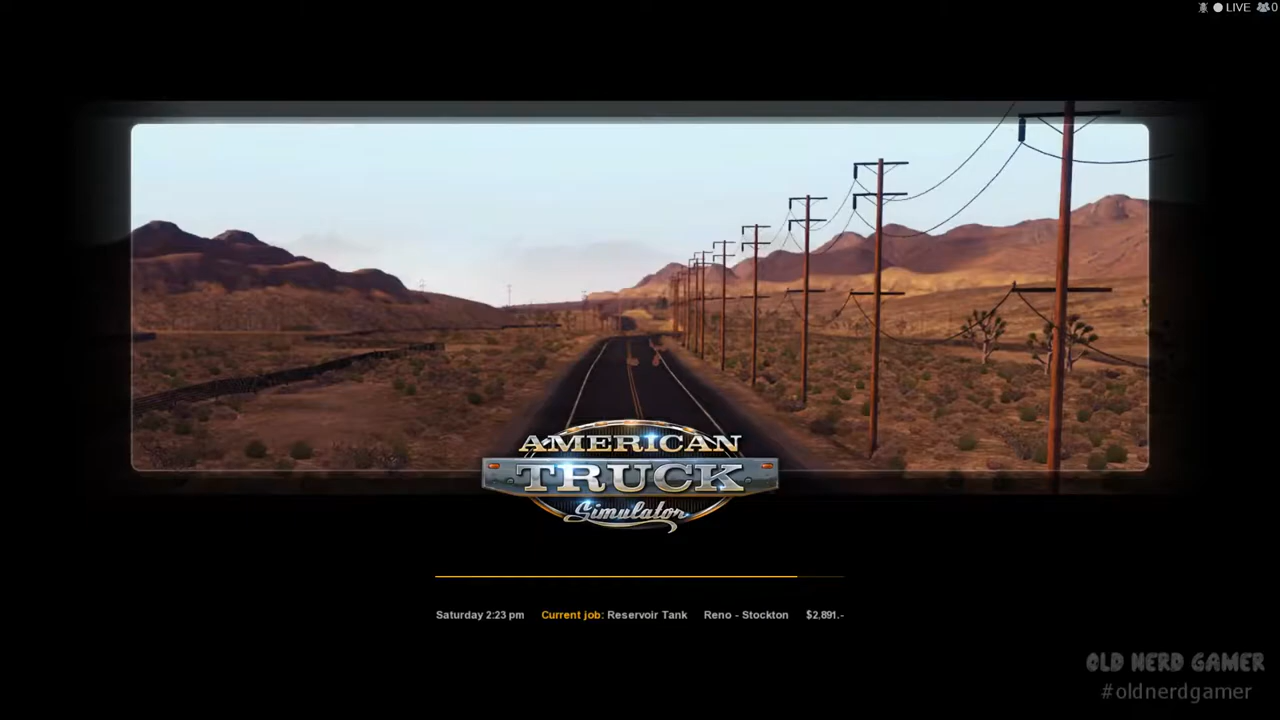 LIVE 0
AMERICAN
TRUCK
Simulator
Saturday 2:23 pm Current job: Reservoir Tank Reno - Stockton $2,891.-
OLD NERD GAMER
#oldnerdgamer